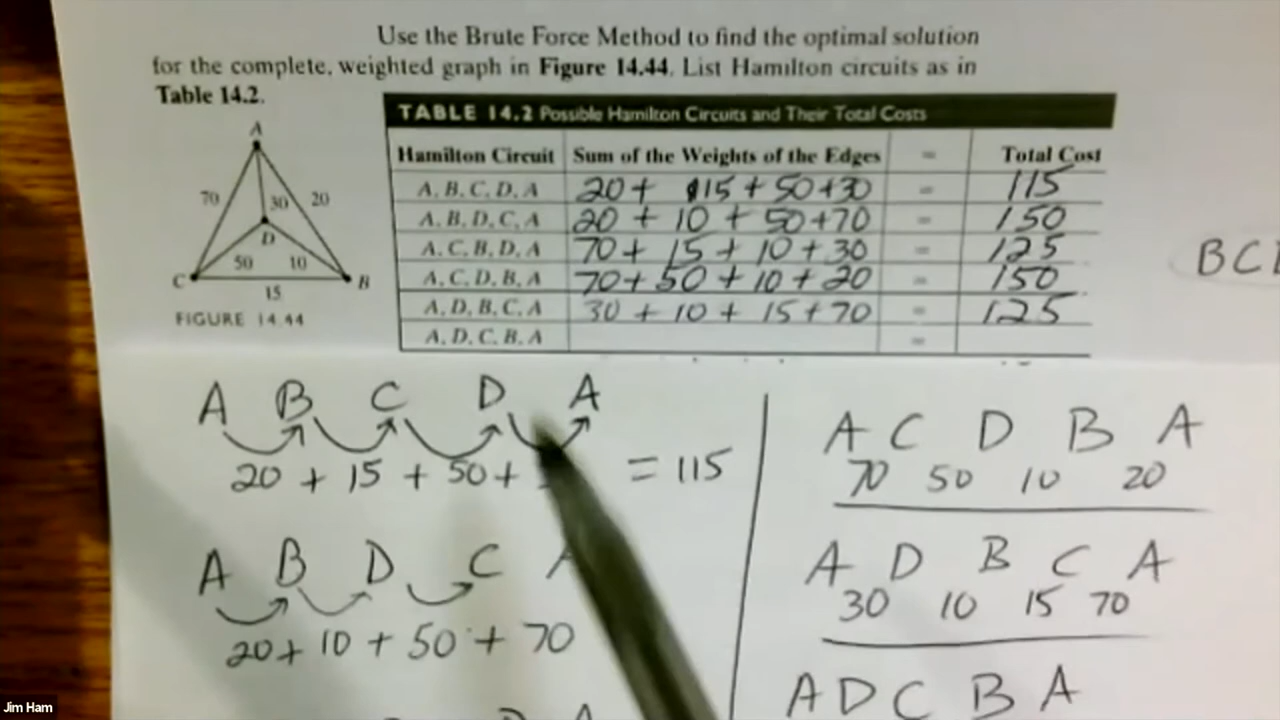 Use the Brute Force Method to find the optimal solution
for the complete, weighted graph in Figure 14.44. List Hamilton circuits as in
Table 14.2.
A
70
30
20
D
50
10
C
B
15
FIGURE 14.44
TABLE 14.2 Possible Hamilton Circuits and Their Total Costs
Hamilton Circuit Sum of the Weights of the Edges = Total Cost
A, B, C, D, A 20 + 15 + 50 + 30 = 115
A, B, D, C, A 20 + 10 + 50 + 70 = 150
A, C, B, D, A 70 + 15 + 10 + 30 = 125
A, C, D, B, A 70 + 50 + 10 + 20 = 150
A, D, B, C, A 30 + 10 + 15 + 70 = 125
A, D, C, B, A =
A B C D A
20 + 15 + 50 + = 115
A B D C A
20 + 10 + 50 + 70
D A
BC
A C D B A
70 50 10 20
A D B C A
30 10 15 70
A D C B A
Jim Ham